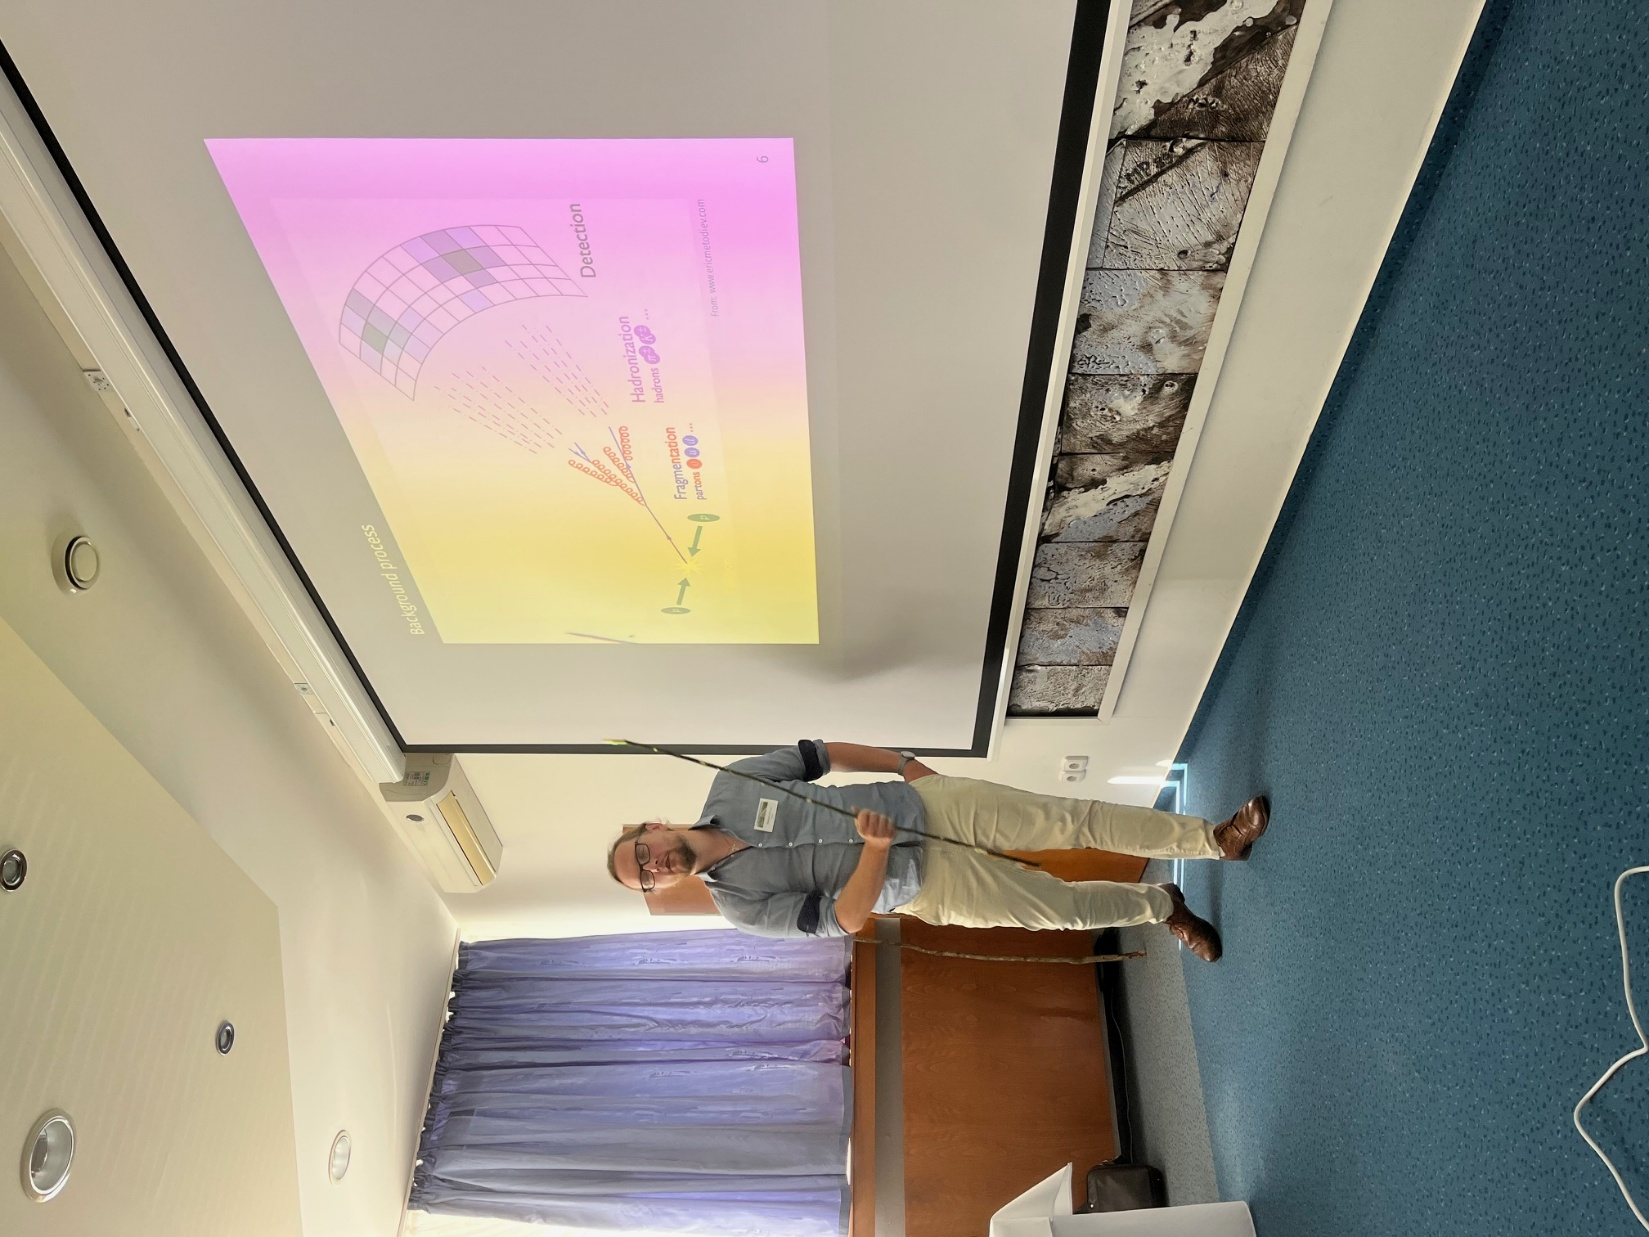 Background process
Detection
Hadronization
hadrons π± K± ...
Fragmentation
partons g u d ...
p
p
From: www.ericmetodiev.com
6